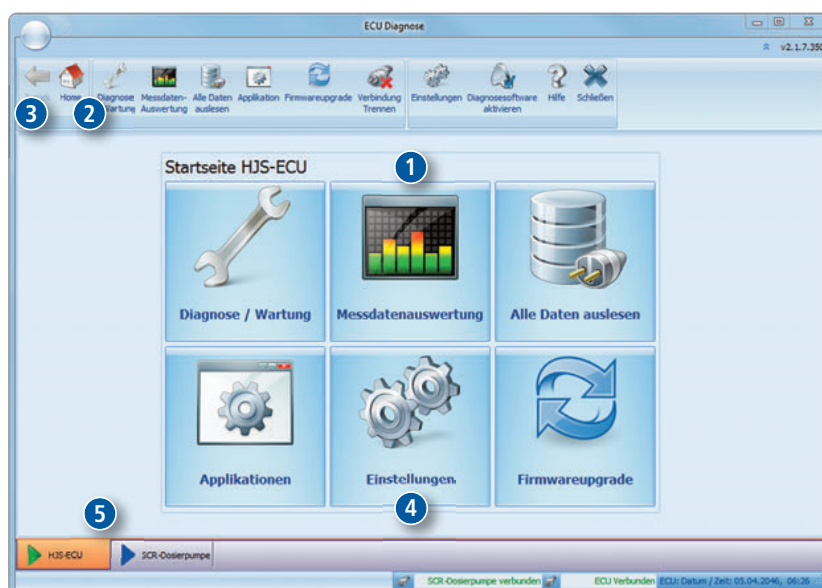 ECU Diagnose
v2.1.7.350
Home
Diagnose
Wartung
Messdaten-
Auswertung
Alle Daten
auslesen
Applikation
Firmwareupgrade
Verbindung
Trennen
Einstellungen
Diagnosesoftware
aktivieren
Hilfe
Schließen
3
2
Startseite HJS-ECU
1
Diagnose / Wartung
Messdatenauswertung
Alle Daten auslesen
Applikationen
Einstellungen
Firmwareupgrade
4
5
HJS-ECU
SCR-Dosierpumpe
SCR-Dosierpumpe verbunden
ECU Verbunden
ECU: Datum / Zeit: 05.04.2046, 06:26